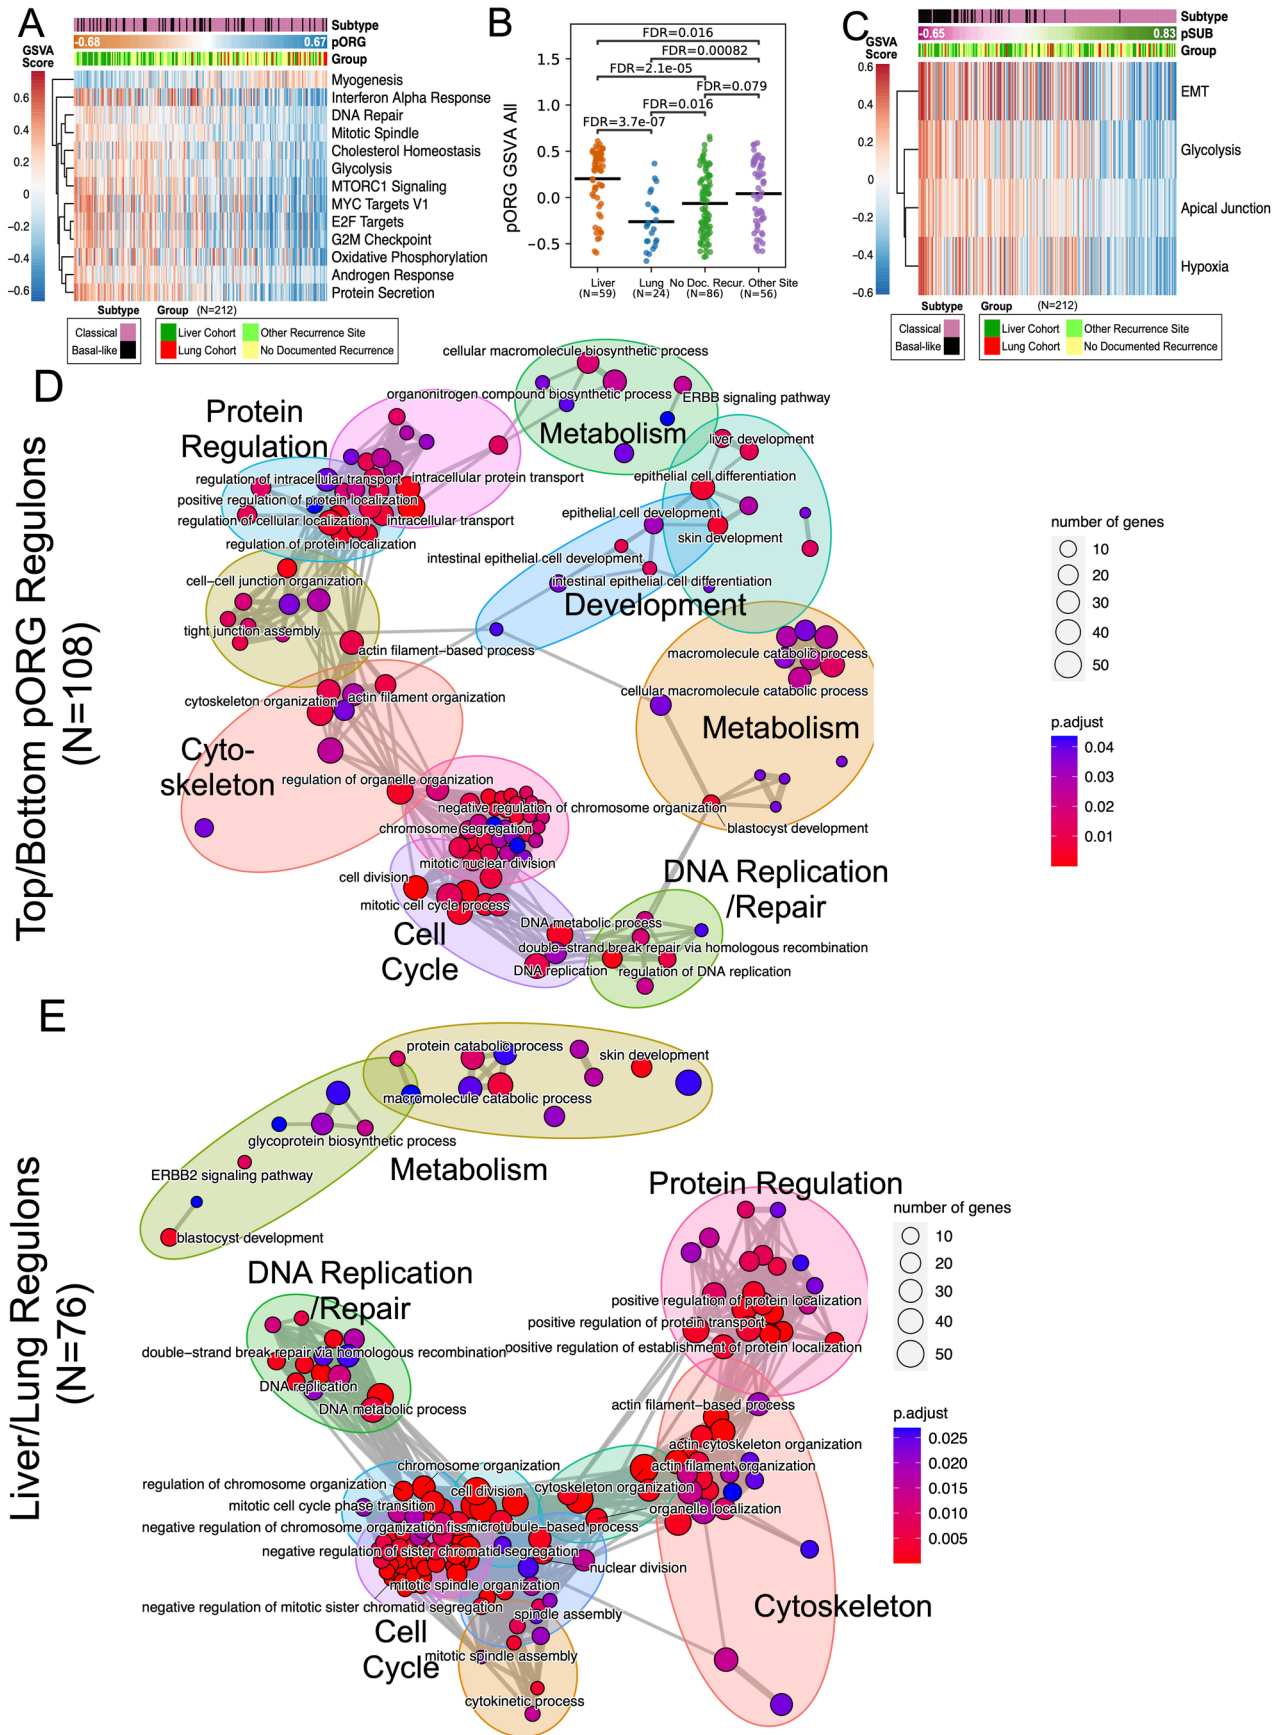 A
GSVA
Score
0.6
0.4
0.2
0
−0.2
−0.4
−0.6
Subtype
-0.68
0.67
pORG
Group
Myogenesis
Interferon Alpha Response
DNA Repair
Mitotic Spindle
Cholesterol Homeostasis
Glycolysis
MTORC1 Signaling
MYC Targets V1
E2F Targets
G2M Checkpoint
Oxidative Phosphorylation
Androgen Response
Protein Secretion
Subtype
Group
(N=212)
Classical
Basal-like
Liver Cohort
Other Recurrence Site
Lung Cohort
No Documented Recurrence
B
pORG GSVA All
1.5
1.0
0.5
0.0
−0.5
FDR=0.016
FDR=0.00082
FDR=2.1e-05
FDR=0.079
FDR=0.016
FDR=3.7e-07
Liver
(N=59)
Lung
(N=24)
No Doc. Recur.
(N=86)
Other Site
(N=56)
C
GSVA
Score
0.6
0.4
0.2
0
−0.2
−0.4
−0.6
Subtype
-0.65
0.83
pSUB
Group
EMT
Glycolysis
Apical Junction
Hypoxia
Subtype
Group
(N=212)
Classical
Basal-like
Liver Cohort
Other Recurrence Site
Lung Cohort
No Documented Recurrence
D
Top/Bottom pORG Regulons
(N=108)
Protein
Regulation
cellular macromolecule biosynthetic process
organonitrogen compound biosynthetic process
ERBB signaling pathway
Metabolism
liver development
regulation of intracellular transport
intracellular protein transport
epithelial cell differentiation
positive regulation of protein localization
regulation of cellular localization
intracellular transport
epithelial cell development
regulation of protein localization
skin development
intestinal epithelial cell development
cell−cell junction organization
intestinal epithelial cell differentiation
Development
tight junction assembly
actin filament−based process
macromolecule catabolic process
cytoskeleton organization
actin filament organization
cellular macromolecule catabolic process
Metabolism
Cyto-
skeleton
regulation of organelle organization
negative regulation of chromosome organization
chromosome segregation
blastocyst development
mitotic nuclear division
cell division
DNA Replication
/Repair
mitotic cell cycle process
Cell
Cycle
DNA metabolic process
double−strand break repair via homologous recombination
DNA replication
regulation of DNA replication
number of genes
10
20
30
40
50
p.adjust
0.04
0.03
0.02
0.01
E
Liver/Lung Regulons
(N=76)
protein catabolic process
skin development
macromolecule catabolic process
glycoprotein biosynthetic process
ERBB2 signaling pathway
Metabolism
blastocyst development
Protein Regulation
DNA Replication
/Repair
positive regulation of protein localization
positive regulation of protein transport
double−strand break repair via homologous recombination
positive regulation of establishment of protein localization
DNA replication
DNA metabolic process
actin filament−based process
actin cytoskeleton organization
chromosome organization
actin filament organization
regulation of chromosome organization
cell division
cytoskeleton organization
mitotic cell cycle phase transition
organelle localization
negative regulation of chromosome organization
microtubule−based process
negative regulation of sister chromatid segregation
nuclear division
mitotic spindle organization
negative regulation of mitotic sister chromatid segregation
spindle assembly
Cytoskeleton
Cell
Cycle
mitotic spindle assembly
cytokinetic process
number of genes
10
20
30
40
50
p.adjust
0.025
0.020
0.015
0.010
0.005